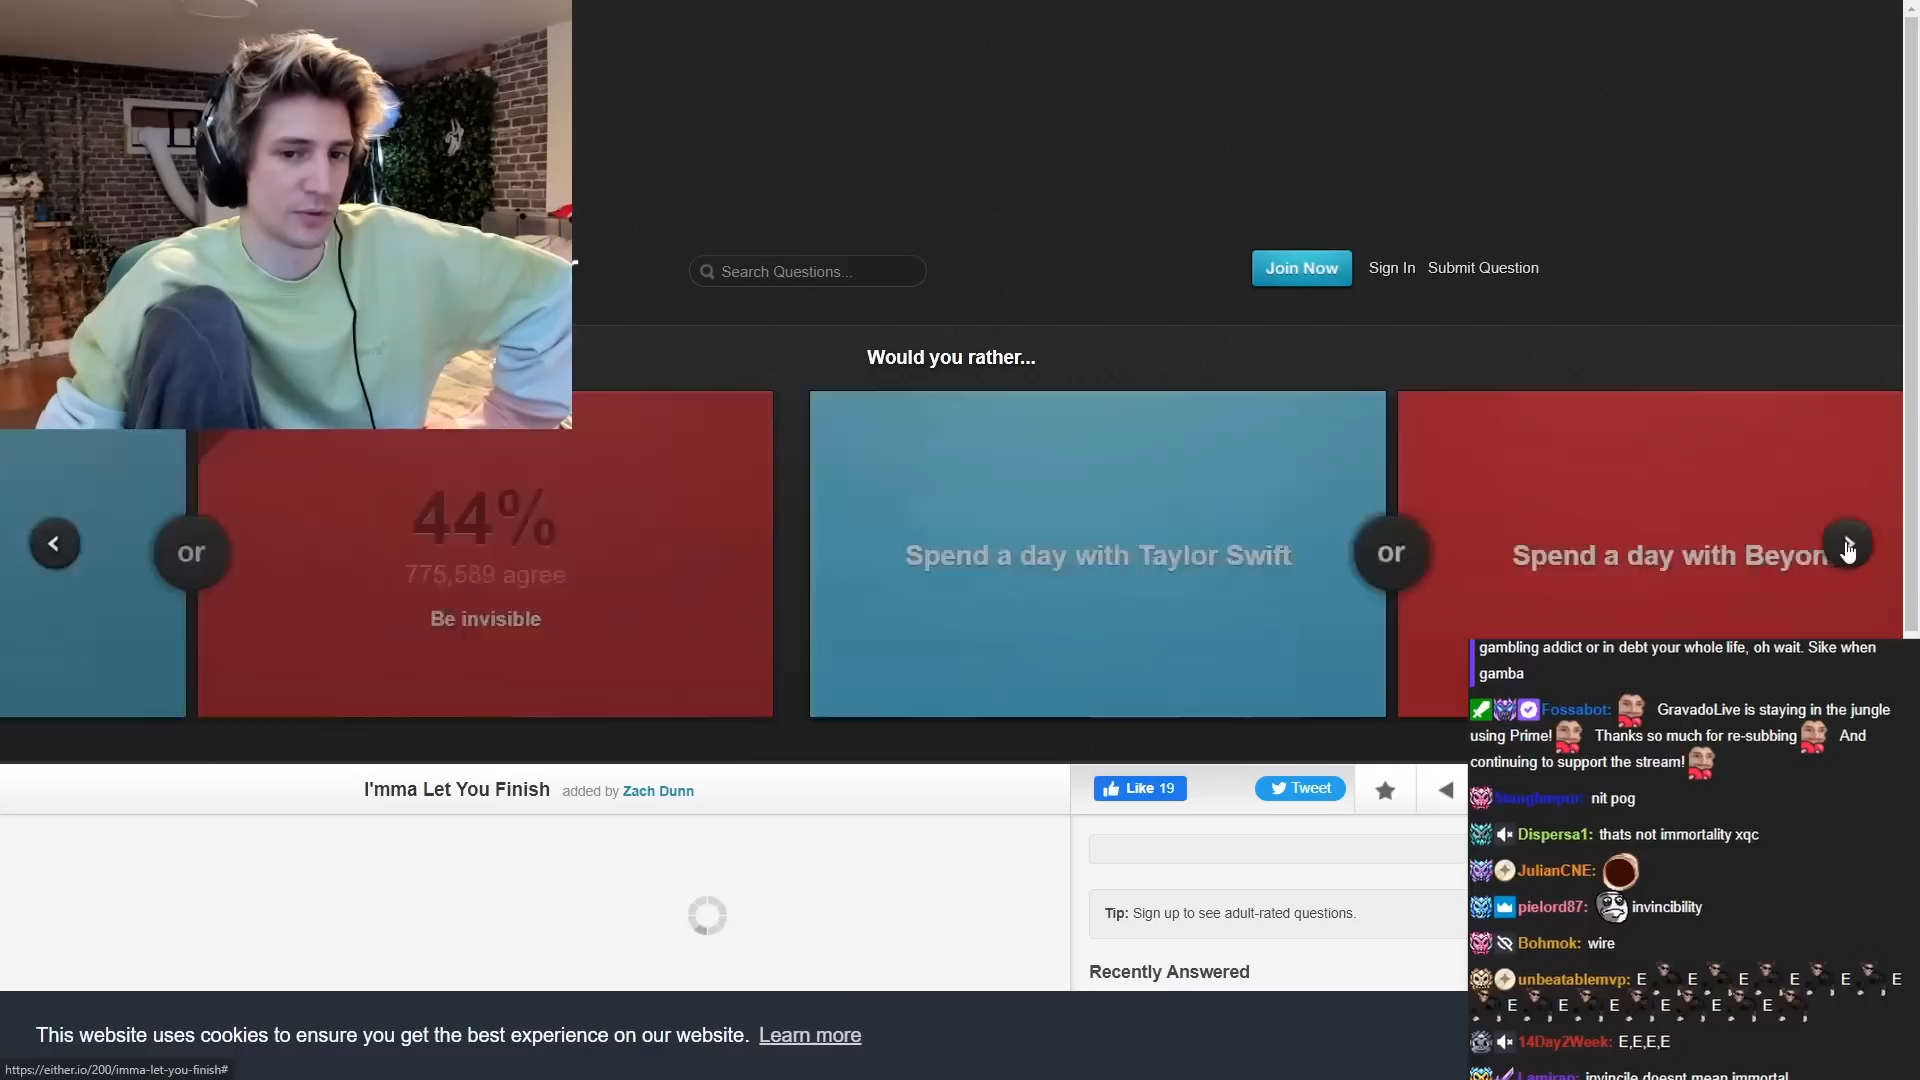 Search Questions...
Join Now
Sign In
Submit Question
Would you rather...
or
44%
775,589 agree
Be invisible
Spend a day with Taylor Swift
or
Spend a day with Beyon
I'mma Let You Finish added by Zach Dunn
Like 19
Tweet
Tip: Sign up to see adult-rated questions.
Recently Answered
This website uses cookies to ensure you get the best experience on our website. Learn more
https://either.io/200/imma-let-you-finish#
gambling addict or in debt your whole life, oh wait. Sike when
gamba
Fossabot: GravadoLive is staying in the jungle
using Prime! Thanks so much for re-subbing And
continuing to support the stream!
nit pog
Dispersa1: thats not immortality xqc
JulianCNE:
pielord87: invincibility
Bohmok: wire
unbeatablemvp: E E E E E E
E E E E E E
14Day2Week: E,E,E,E
Lamirap: invincile doesnt mean immortal